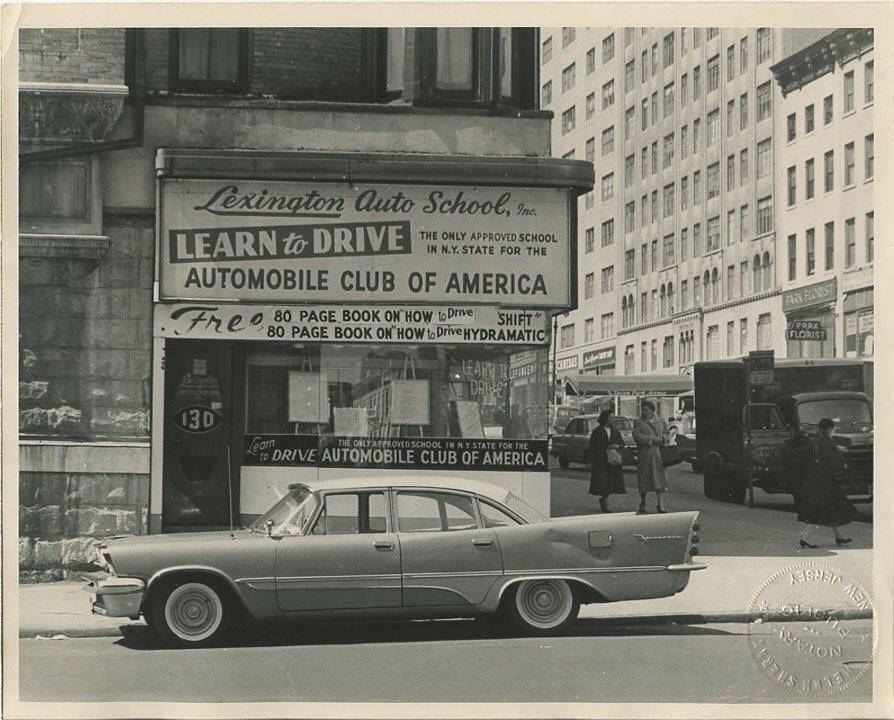 Lexington Auto School, Inc.
LEARN to DRIVE
THE ONLY APPROVED SCHOOL
IN N.Y. STATE FOR THE
AUTOMOBILE CLUB OF AMERICA
Free
80 PAGE BOOK ON "HOW to Drive SHIFT"
80 PAGE BOOK ON "HOW to Drive HYDRAMATIC
LEARN TO
DRIVE
130
Learn
to DRIVE
THE ONLY APPROVED SCHOOL IN N.Y. STATE FOR THE
AUTOMOBILE CLUB OF AMERICA
PARK FLORIST
PARK
FLORIST
NOTARY
NEW JERSEY